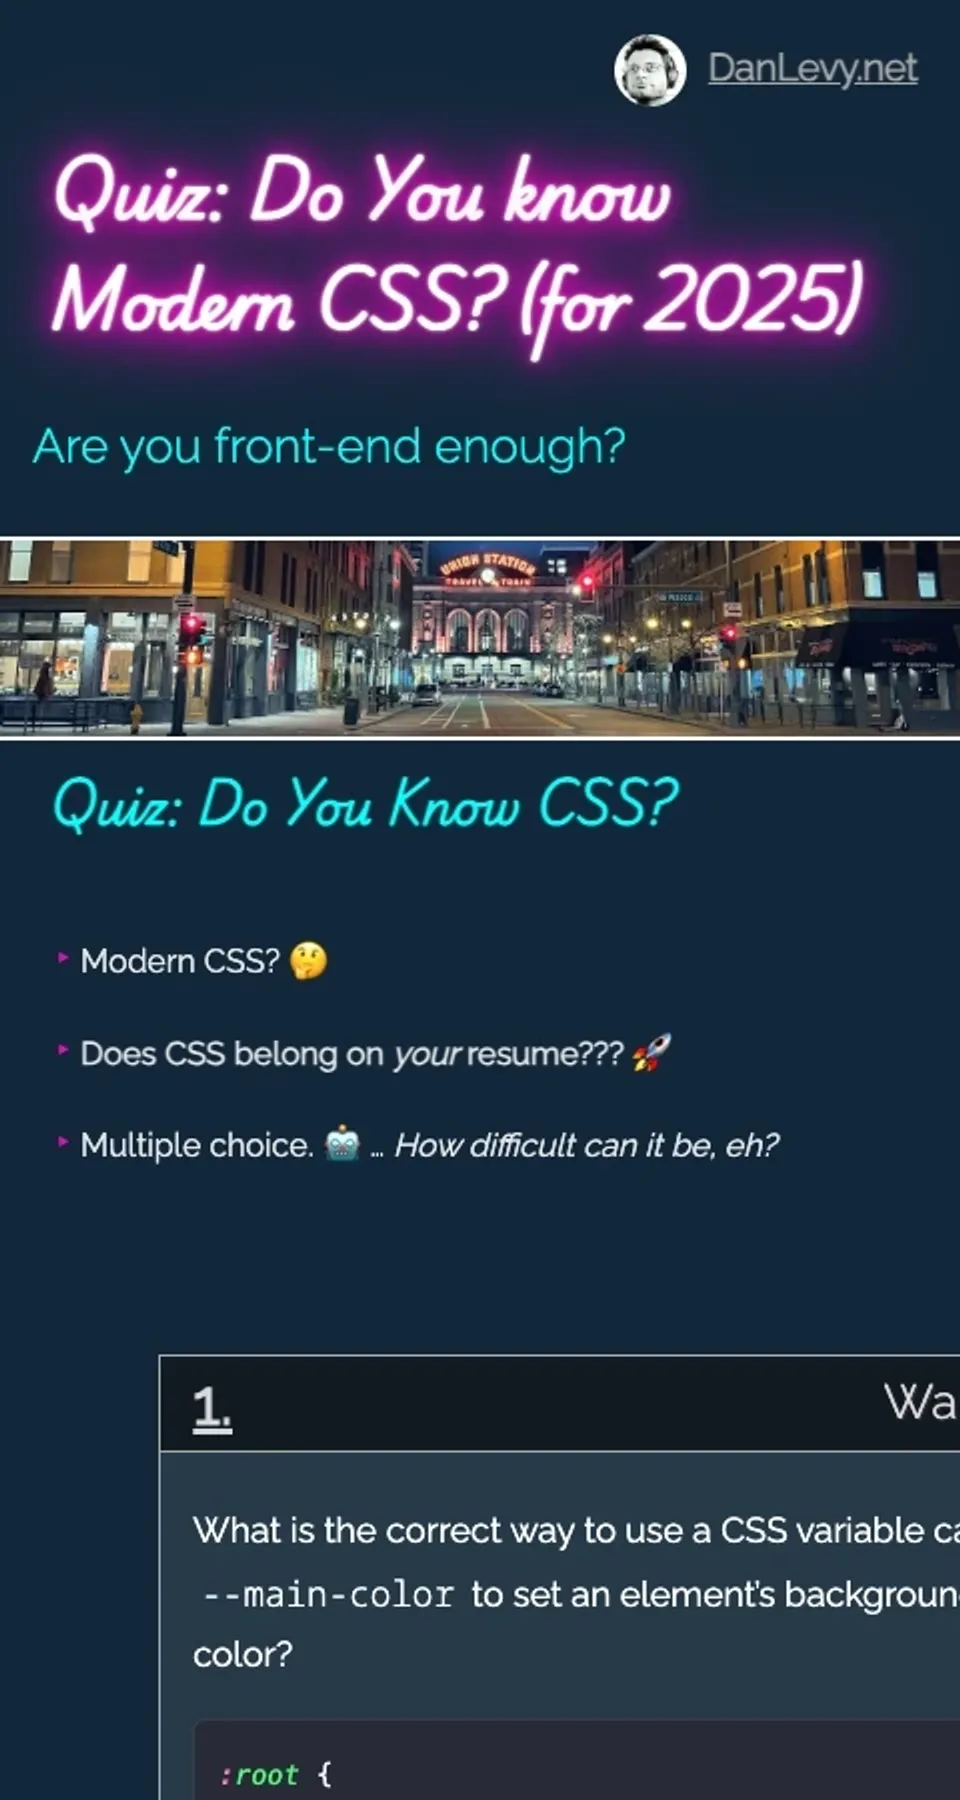 DanLevy.net
Quiz: Do You know
Modern CSS? (for 2025)
Are you front-end enough?
UNION STATION
TRAVEL by TRAIN
Quiz: Do You Know CSS?
‣ Modern CSS? 🤔
‣ Does CSS belong on your resume??? 🚀
‣ Multiple choice. 🤖 … How difficult can it be, eh?
1.
Wa
What is the correct way to use a CSS variable ca
--main-color to set an element's backgroun
color?
:root {